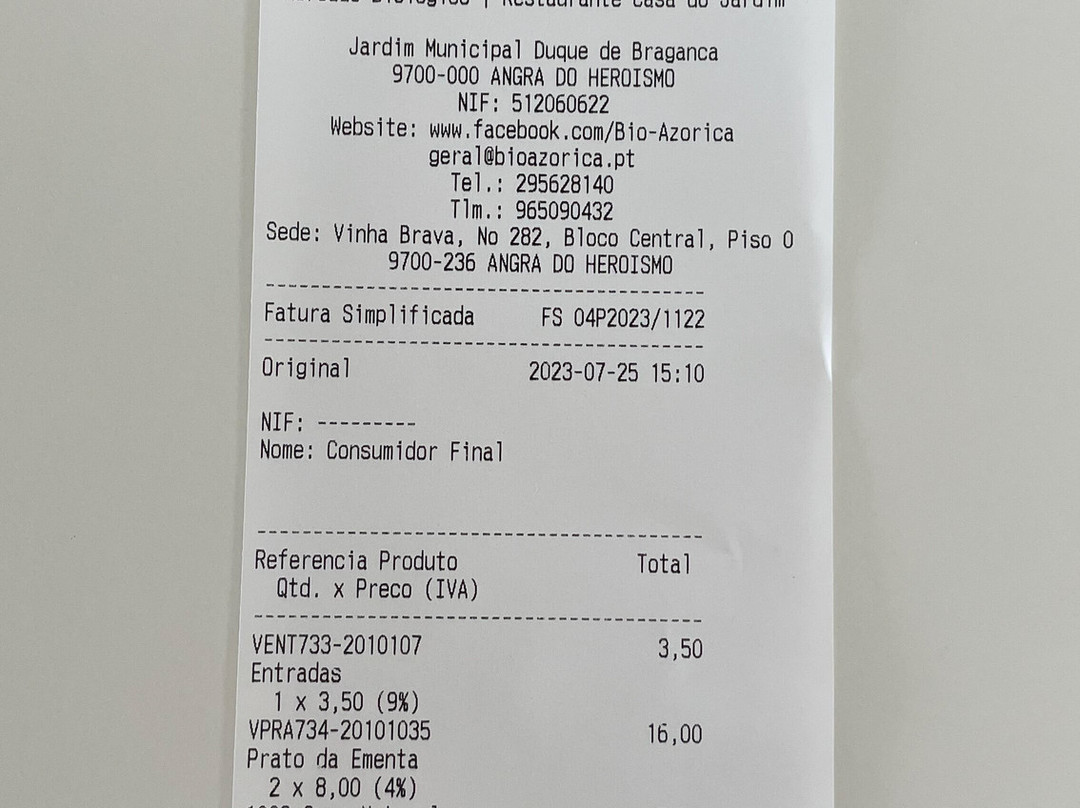 Restaurante Casa do Jardim
Jardim Municipal Duque de Braganca
9700-000 ANGRA DO HEROISMO
NIF: 512060622
Website: www.facebook.com/Bio-Azorica
geral@bioazorica.pt
Tel.: 295628140
Tlm.: 965090432
Sede: Vinha Brava, No 282, Bloco Central, Piso 0
9700-236 ANGRA DO HEROISMO
----------------------------------------
Fatura Simplificada FS 04P2023/1122
----------------------------------------
Original 2023-07-25 15:10
NIF: ---------
Nome: Consumidor Final
----------------------------------------
Referencia Produto Total
Qtd. x Preco (IVA)
----------------------------------------
VENT733-2010107 3,50
Entradas
1 x 3,50 (9%)
VPRA734-20101035 16,00
Prato da Ementa
2 x 8,00 (4%)